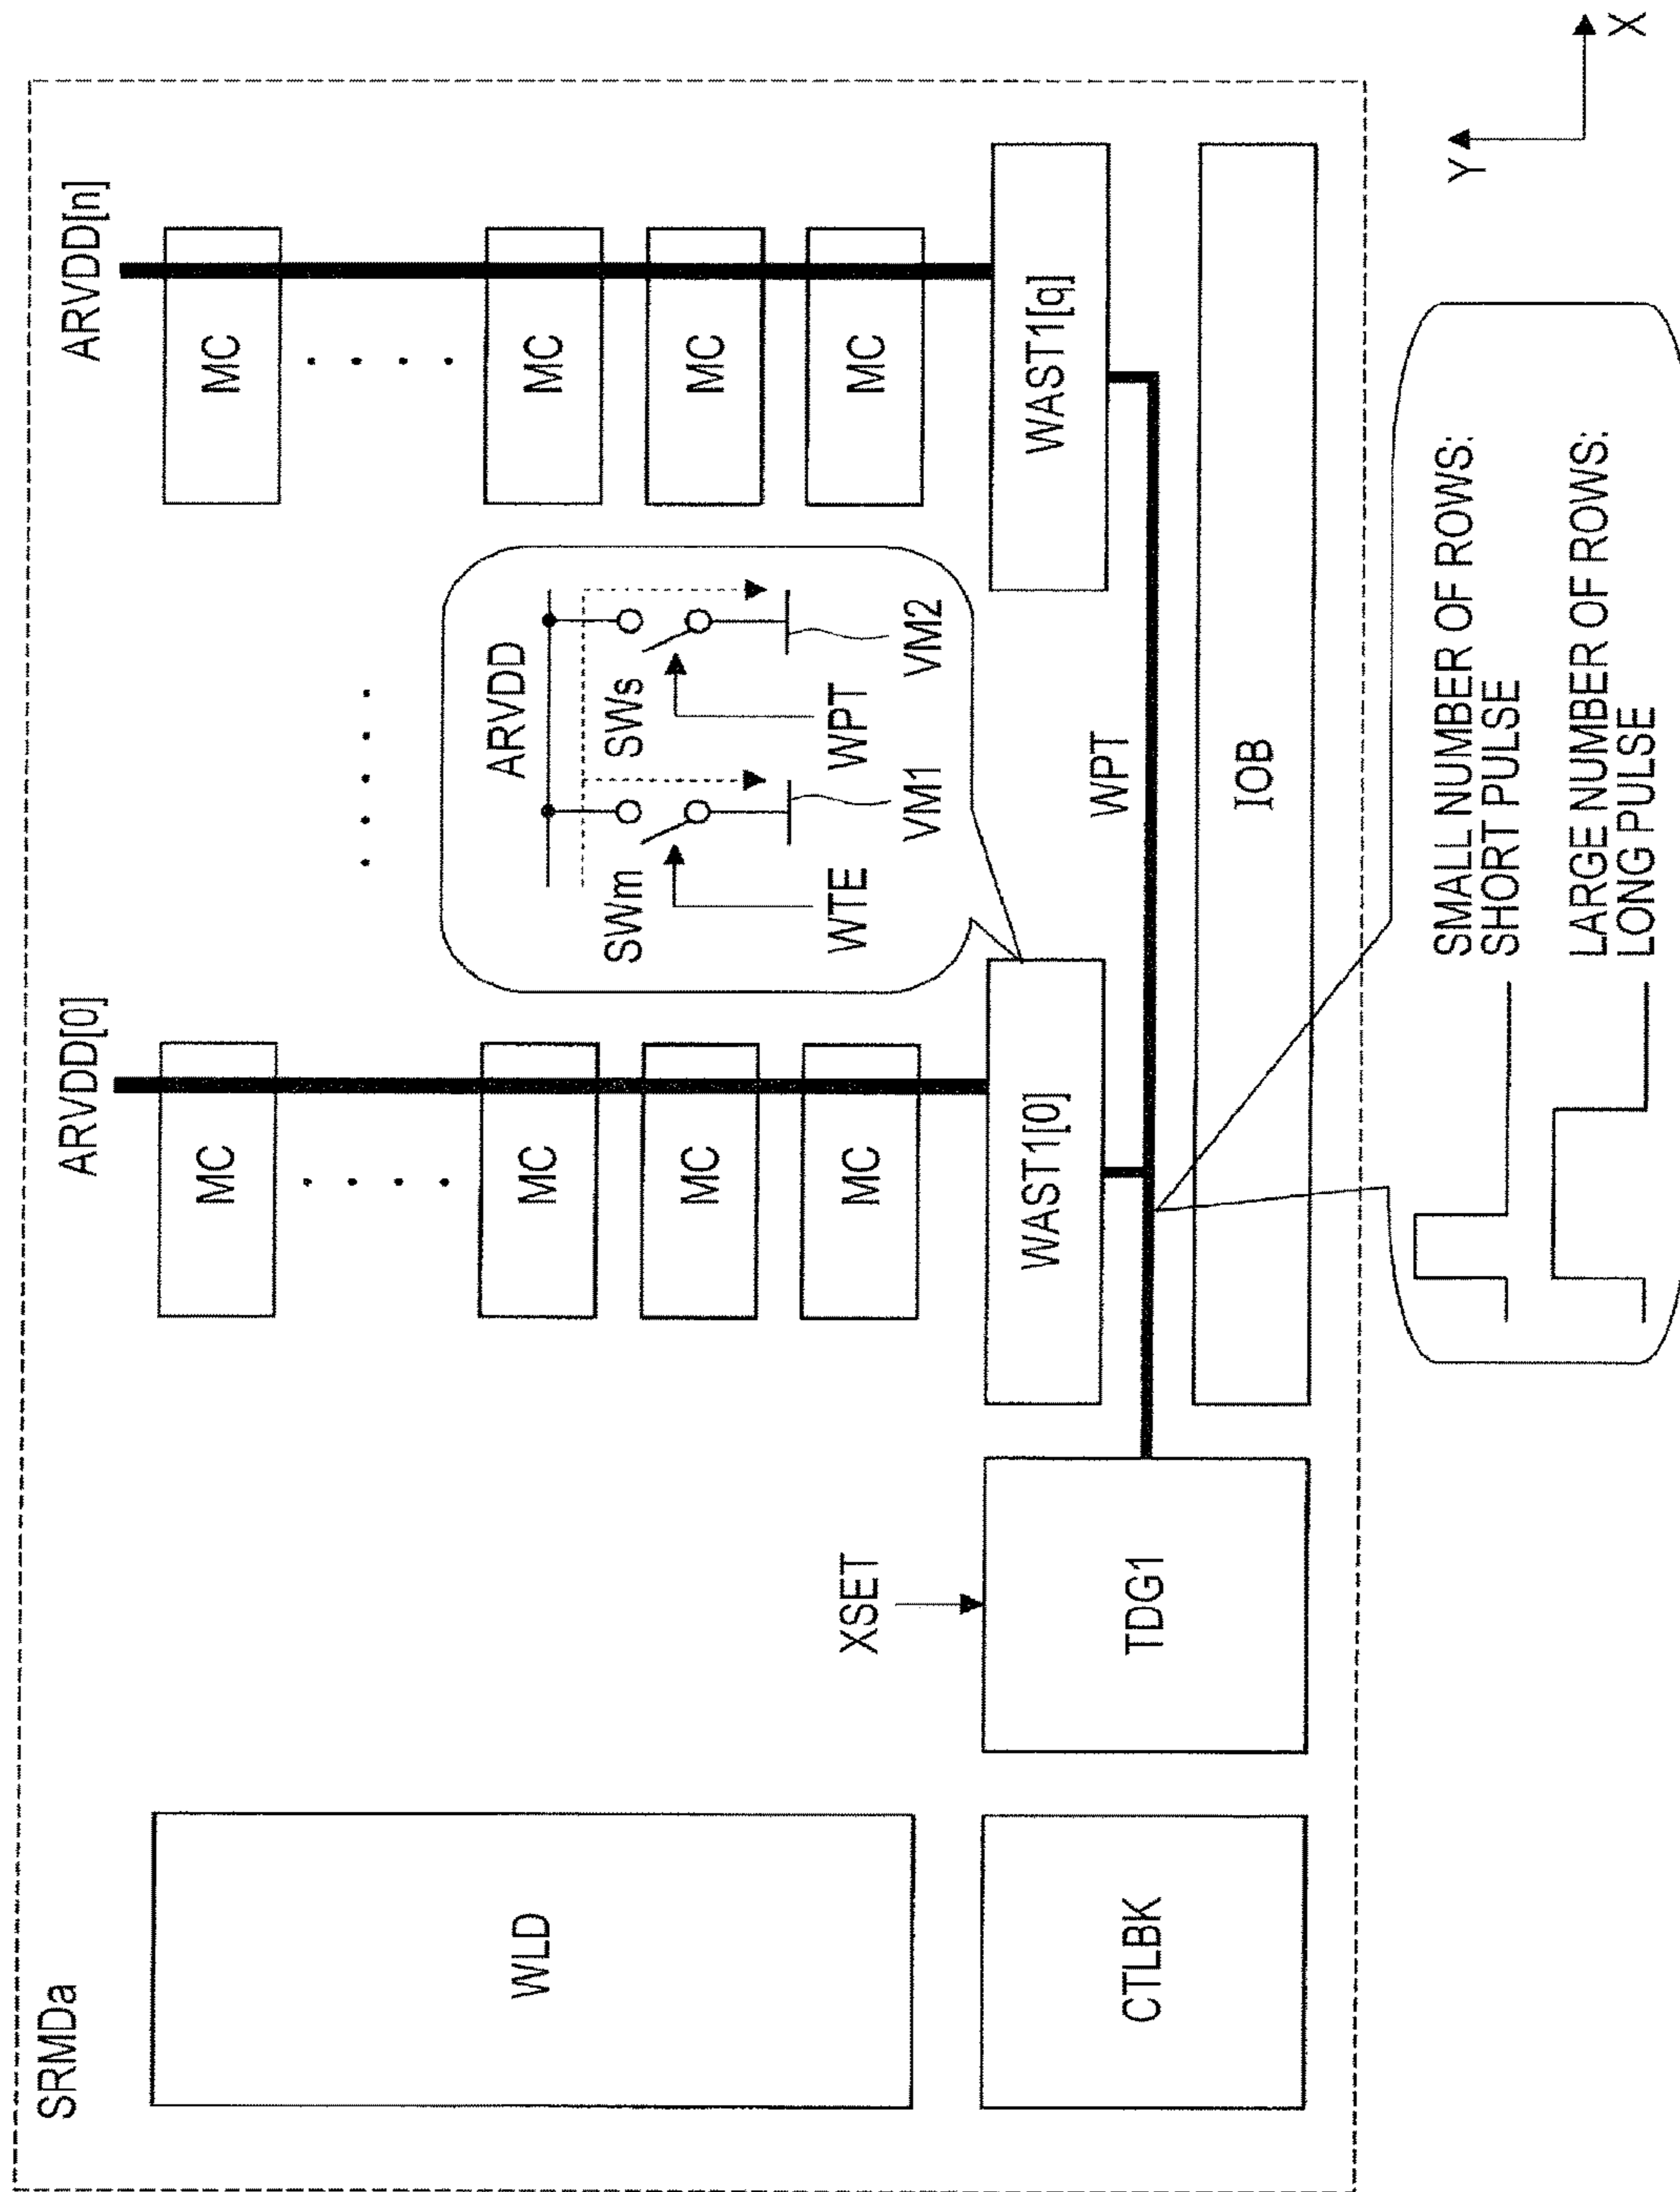 SRMDa
ARVDD[0]
ARVDD[n]
MC
MC
. . . .
. . . .
. . . . .
WLD
MC
MC
MC
MC
MC
MC
ARVDD
SWm
SWs
WTE
WPT
VM1
VM2
XSET
CTLBK
TDG1
WAST1[0]
WAST1[q]
WPT
IOB
SMALL NUMBER OF ROWS:
SHORT PULSE
LARGE NUMBER OF ROWS:
LONG PULSE
Y
X